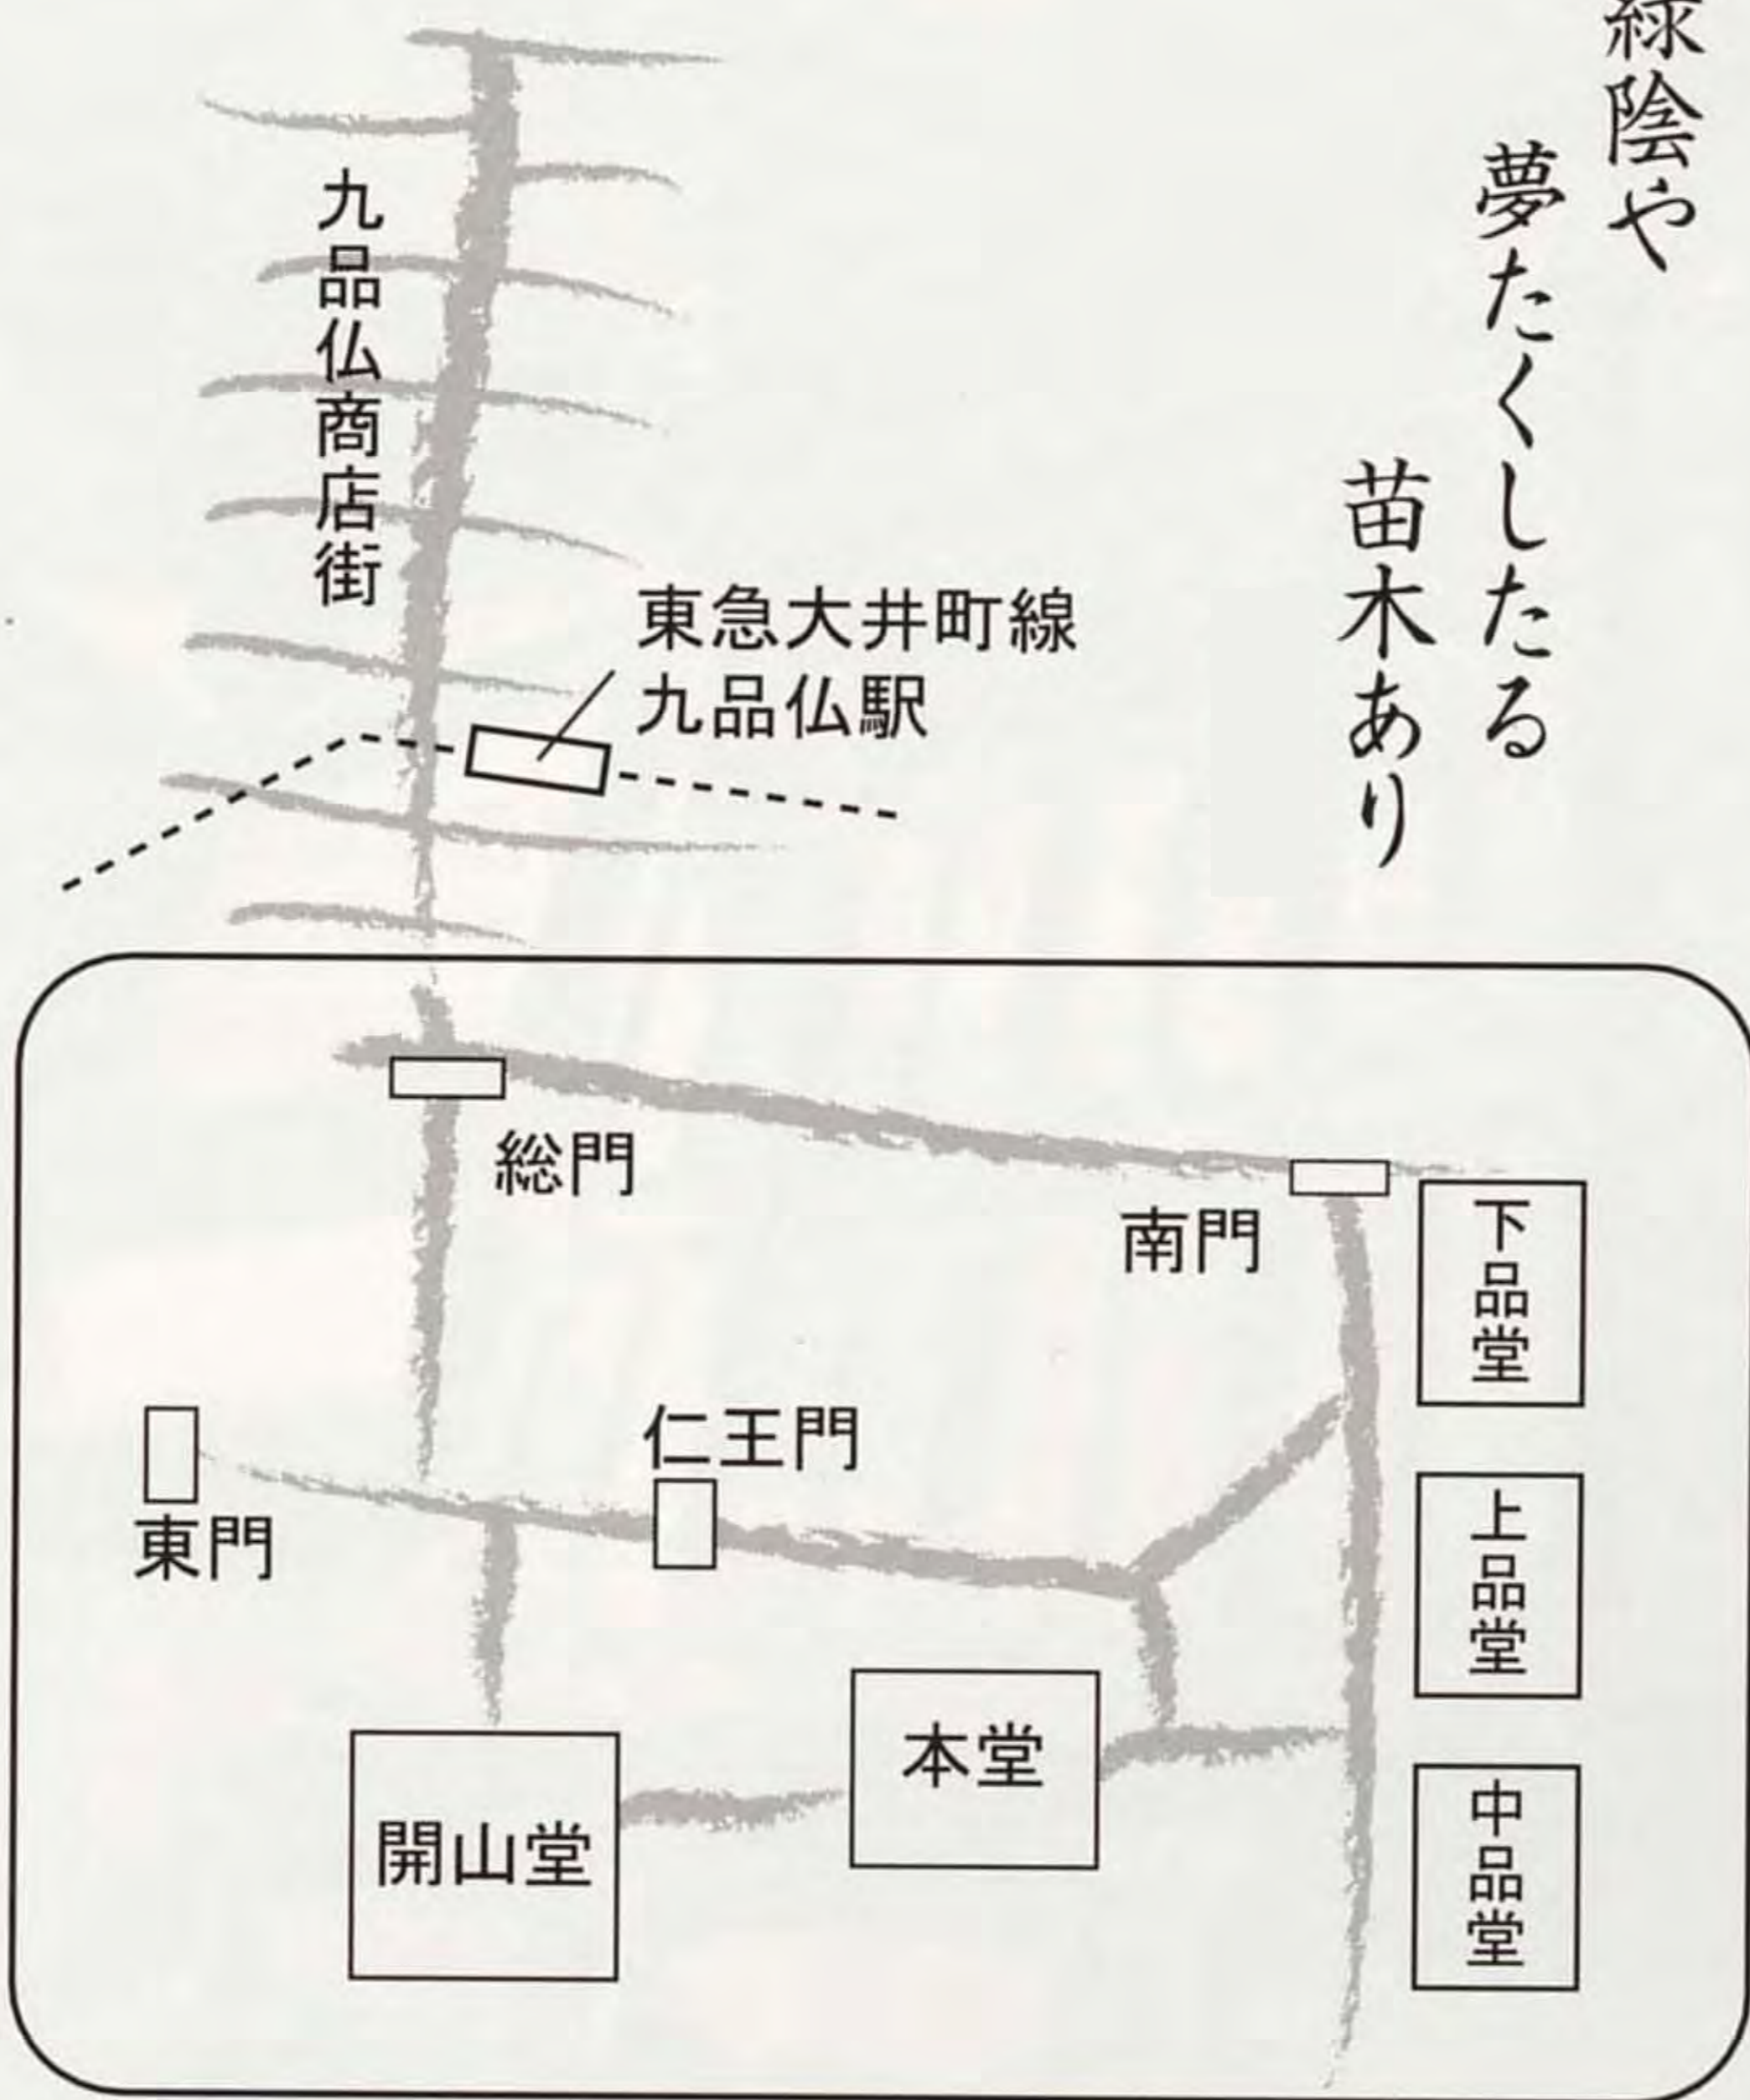 緑陰や
夢たくしたる
苗木あり
九品仏商店街
東急大井町線
九品仏駅
総門
南門
下品堂
仁王門
東門
上品堂
本堂
開山堂
中品堂